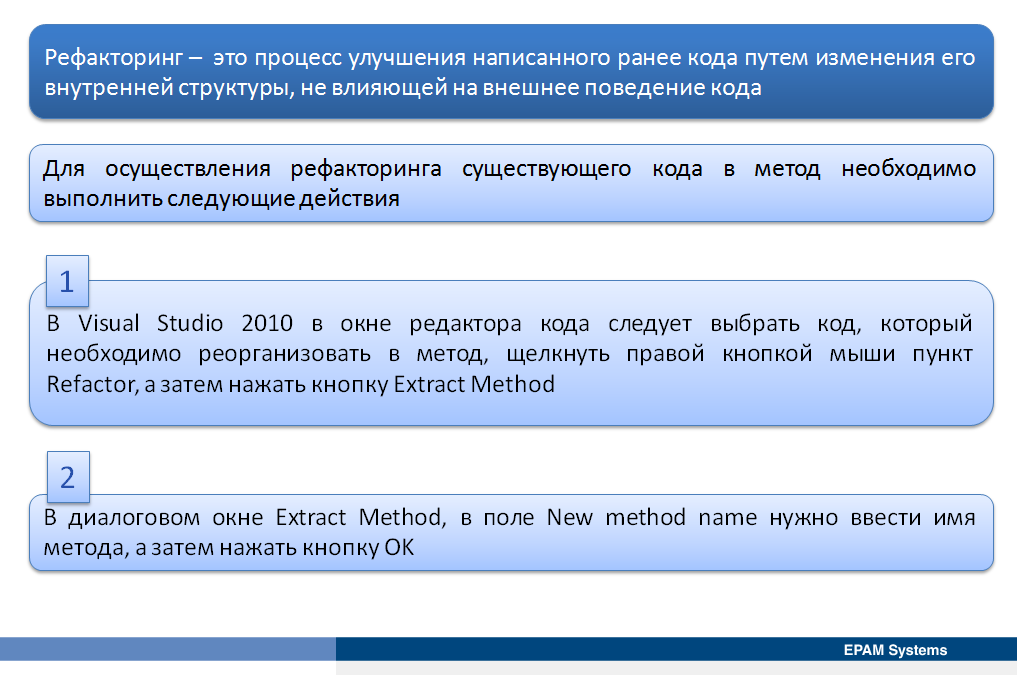 Рефакторинг – это процесс улучшения написанного ранее кода путем изменения его
внутренней структуры, не влияющей на внешнее поведение кода
Для осуществления рефакторинга существующего кода в метод необходимо
выполнить следующие действия
1
В Visual Studio 2010 в окне редактора кода следует выбрать код, который
необходимо реорганизовать в метод, щелкнуть правой кнопкой мыши пункт
Refactor, а затем нажать кнопку Extract Method
2
В диалоговом окне Extract Method, в поле New method name нужно ввести имя
метода, а затем нажать кнопку OK
EPAM Systems